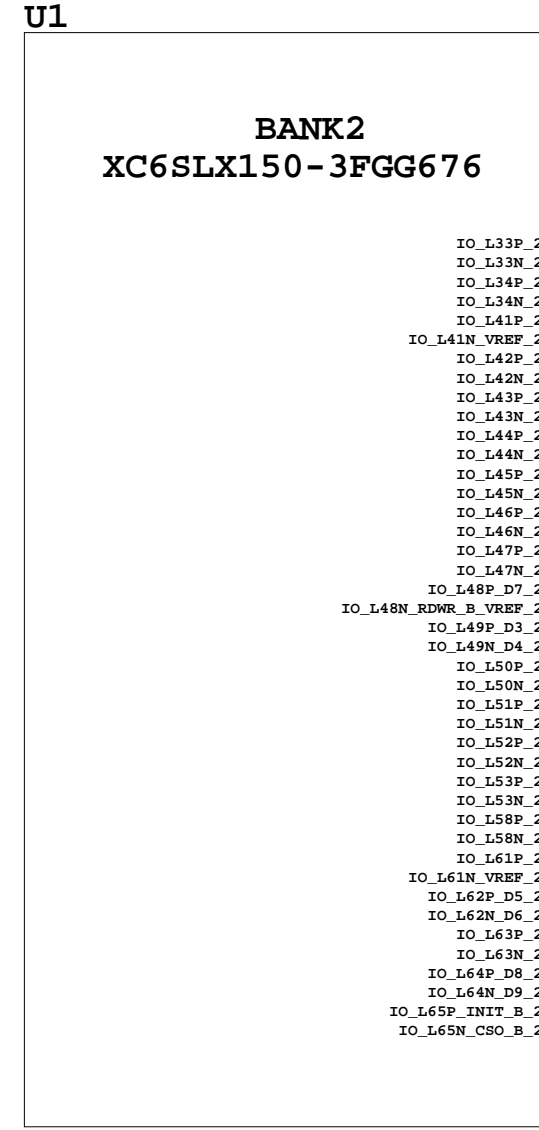 U1
BANK2
XC6SLX150-3FGG676
IO_L33P_2
IO_L33N_2
IO_L34P_2
IO_L34N_2
IO_L41P_2
IO_L41N_VREF_2
IO_L42P_2
IO_L42N_2
IO_L43P_2
IO_L43N_2
IO_L44P_2
IO_L44N_2
IO_L45P_2
IO_L45N_2
IO_L46P_2
IO_L46N_2
IO_L47P_2
IO_L47N_2
IO_L48P_D7_2
IO_L48N_RDWR_B_VREF_2
IO_L49P_D3_2
IO_L49N_D4_2
IO_L50P_2
IO_L50N_2
IO_L51P_2
IO_L51N_2
IO_L52P_2
IO_L52N_2
IO_L53P_2
IO_L53N_2
IO_L58P_2
IO_L58N_2
IO_L61P_2
IO_L61N_VREF_2
IO_L62P_D5_2
IO_L62N_D6_2
IO_L63P_2
IO_L63N_2
IO_L64P_D8_2
IO_L64N_D9_2
IO_L65P_INIT_B_2
IO_L65N_CSO_B_2